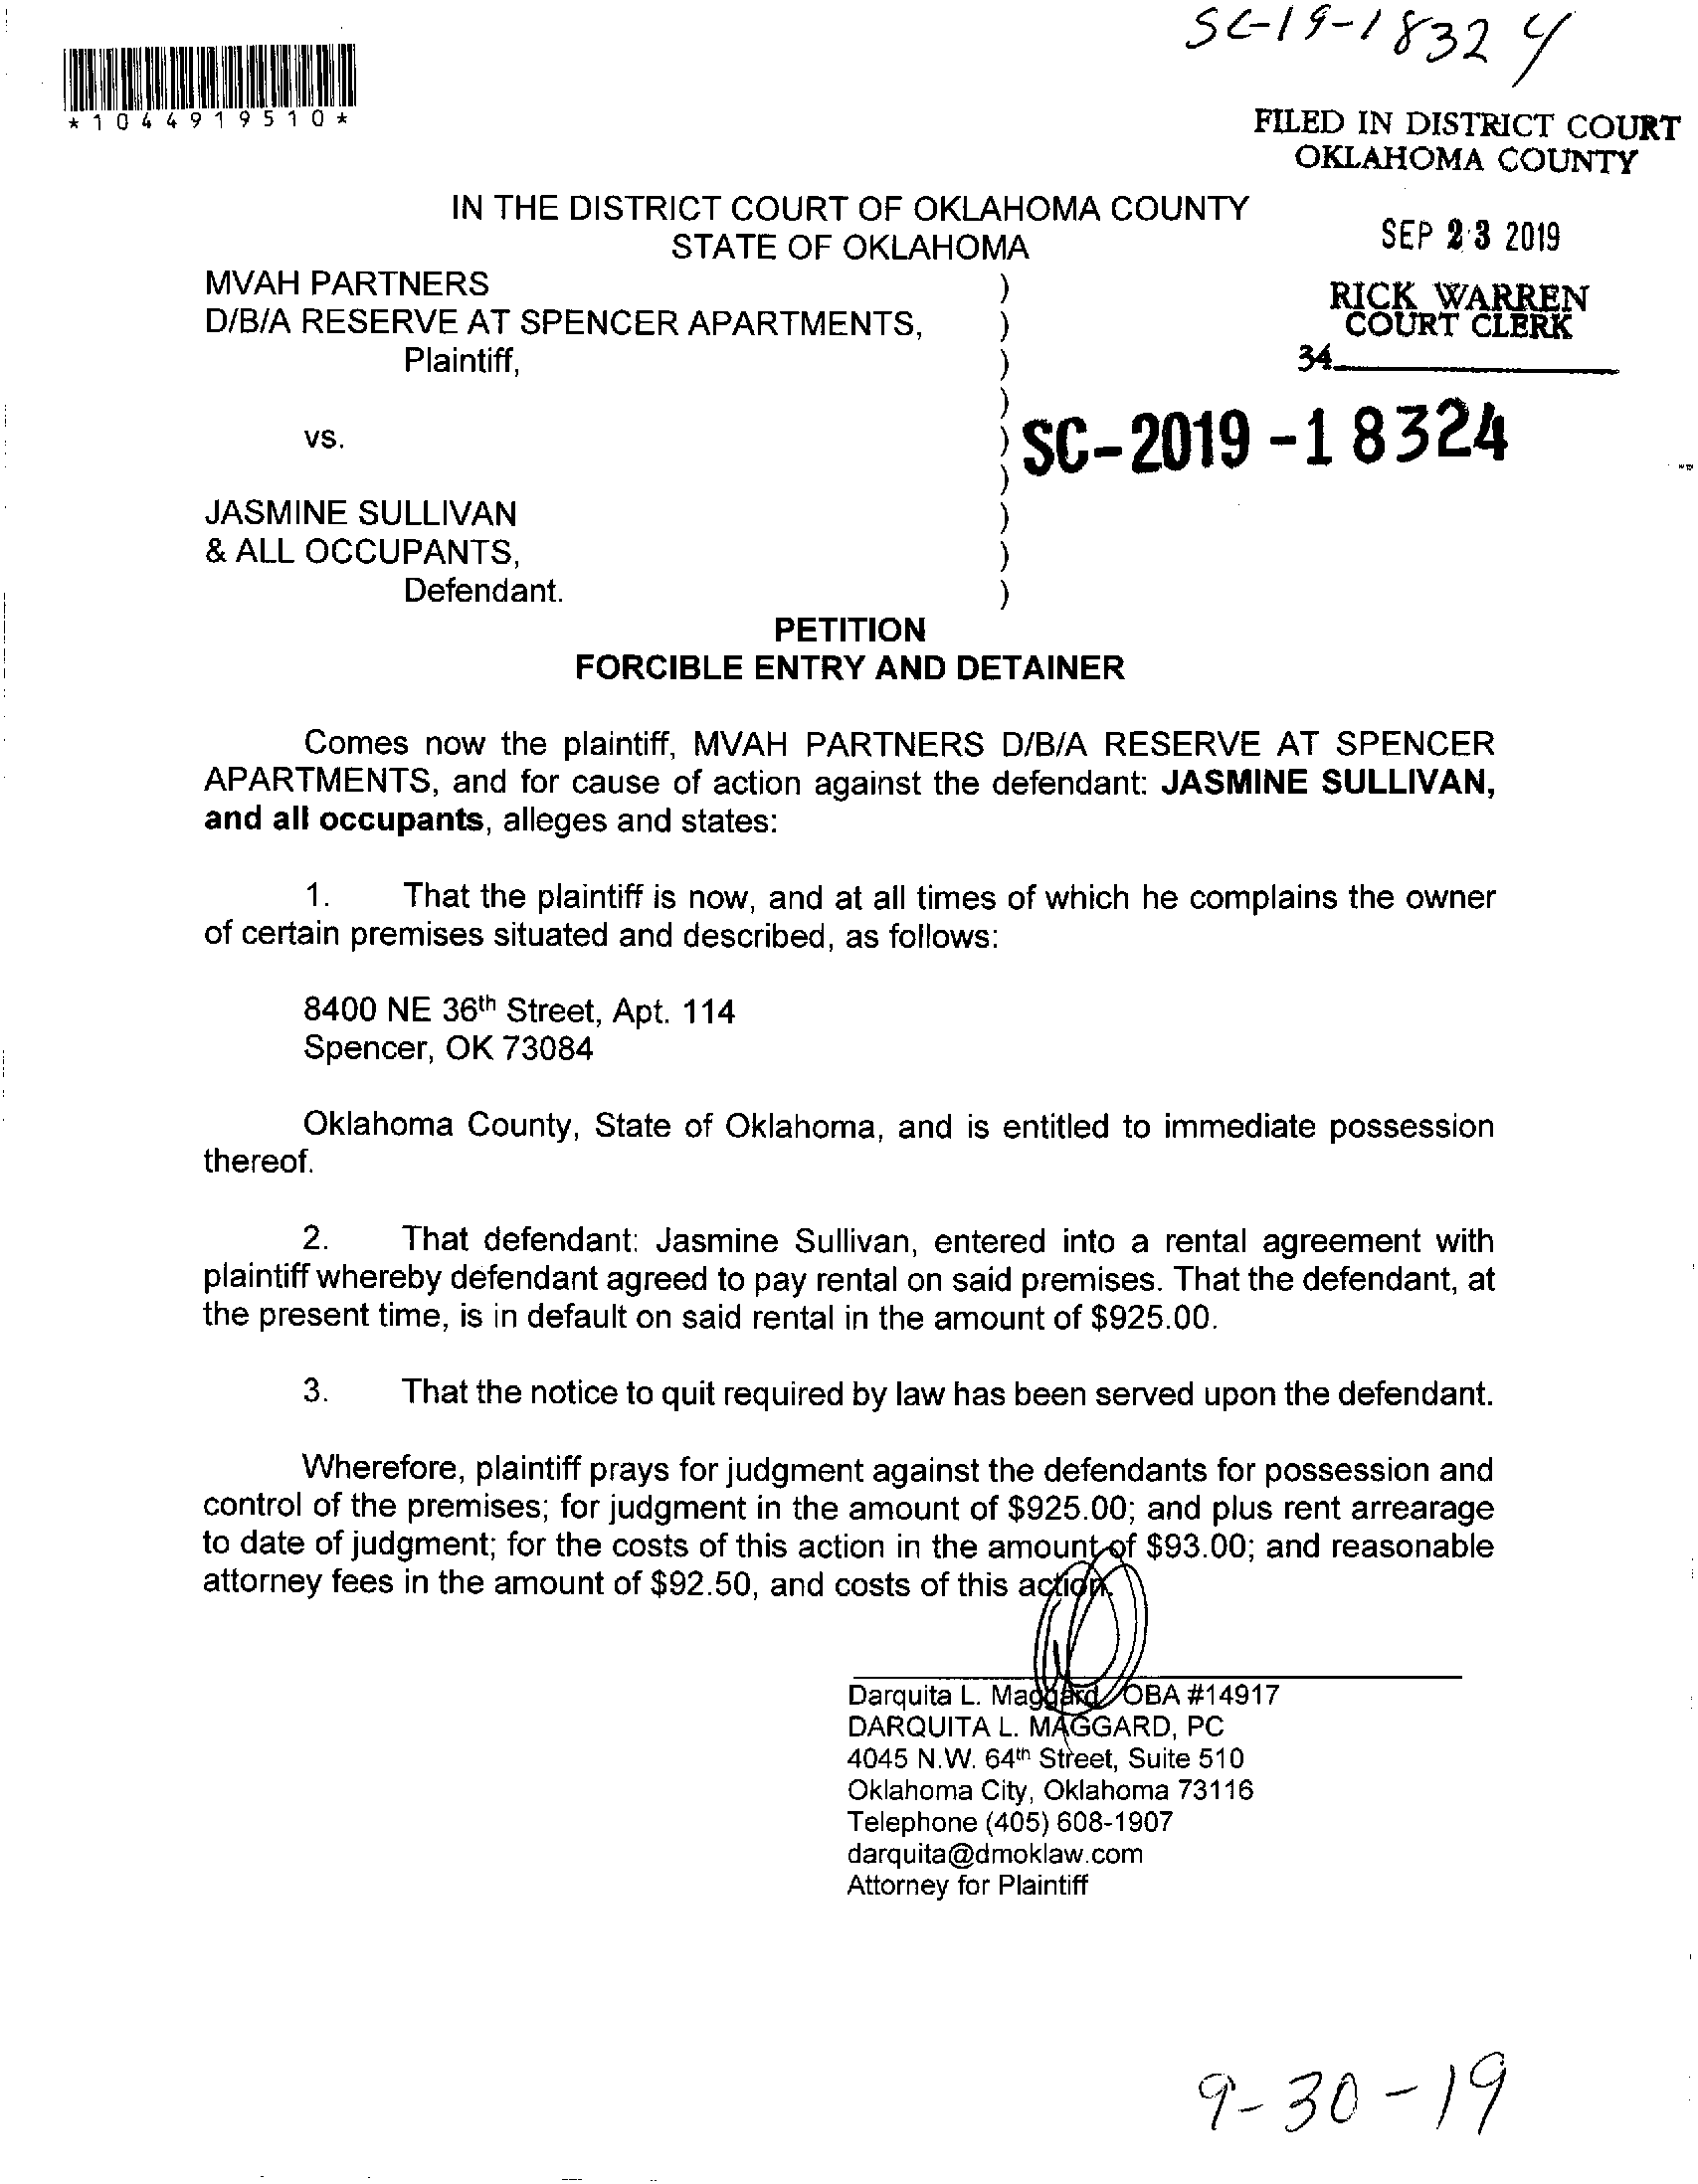 SC-19-18324
*1044919510*
FILED IN DISTRICT COURT
OKLAHOMA COUNTY
IN THE DISTRICT COURT OF OKLAHOMA COUNTY
STATE OF OKLAHOMA
SEP 23 2019
MVAH PARTNERS )
D/B/A RESERVE AT SPENCER APARTMENTS, )
Plaintiff, )
RICK WARREN
COURT CLERK
34
)
vs. ) SC-2019-18324
)
JASMINE SULLIVAN )
& ALL OCCUPANTS, )
Defendant. )
PETITION
FORCIBLE ENTRY AND DETAINER
Comes now the plaintiff, MVAH PARTNERS D/B/A RESERVE AT SPENCER
APARTMENTS, and for cause of action against the defendant: JASMINE SULLIVAN,
and all occupants, alleges and states:
1. That the plaintiff is now, and at all times of which he complains the owner
of certain premises situated and described, as follows:
8400 NE 36th Street, Apt. 114
Spencer, OK 73084
Oklahoma County, State of Oklahoma, and is entitled to immediate possession
thereof.
2. That defendant: Jasmine Sullivan, entered into a rental agreement with
plaintiff whereby defendant agreed to pay rental on said premises. That the defendant, at
the present time, is in default on said rental in the amount of $925.00.
3. That the notice to quit required by law has been served upon the defendant.
Wherefore, plaintiff prays for judgment against the defendants for possession and
control of the premises; for judgment in the amount of $925.00; and plus rent arrearage
to date of judgment; for the costs of this action in the amount of $93.00; and reasonable
attorney fees in the amount of $92.50, and costs of this action.
Darquita L. Maggard, OBA #14917
DARQUITA L. MAGGARD, PC
4045 N.W. 64th Street, Suite 510
Oklahoma City, Oklahoma 73116
Telephone (405) 608-1907
darquita@dmoklaw.com
Attorney for Plaintiff
9-30-19